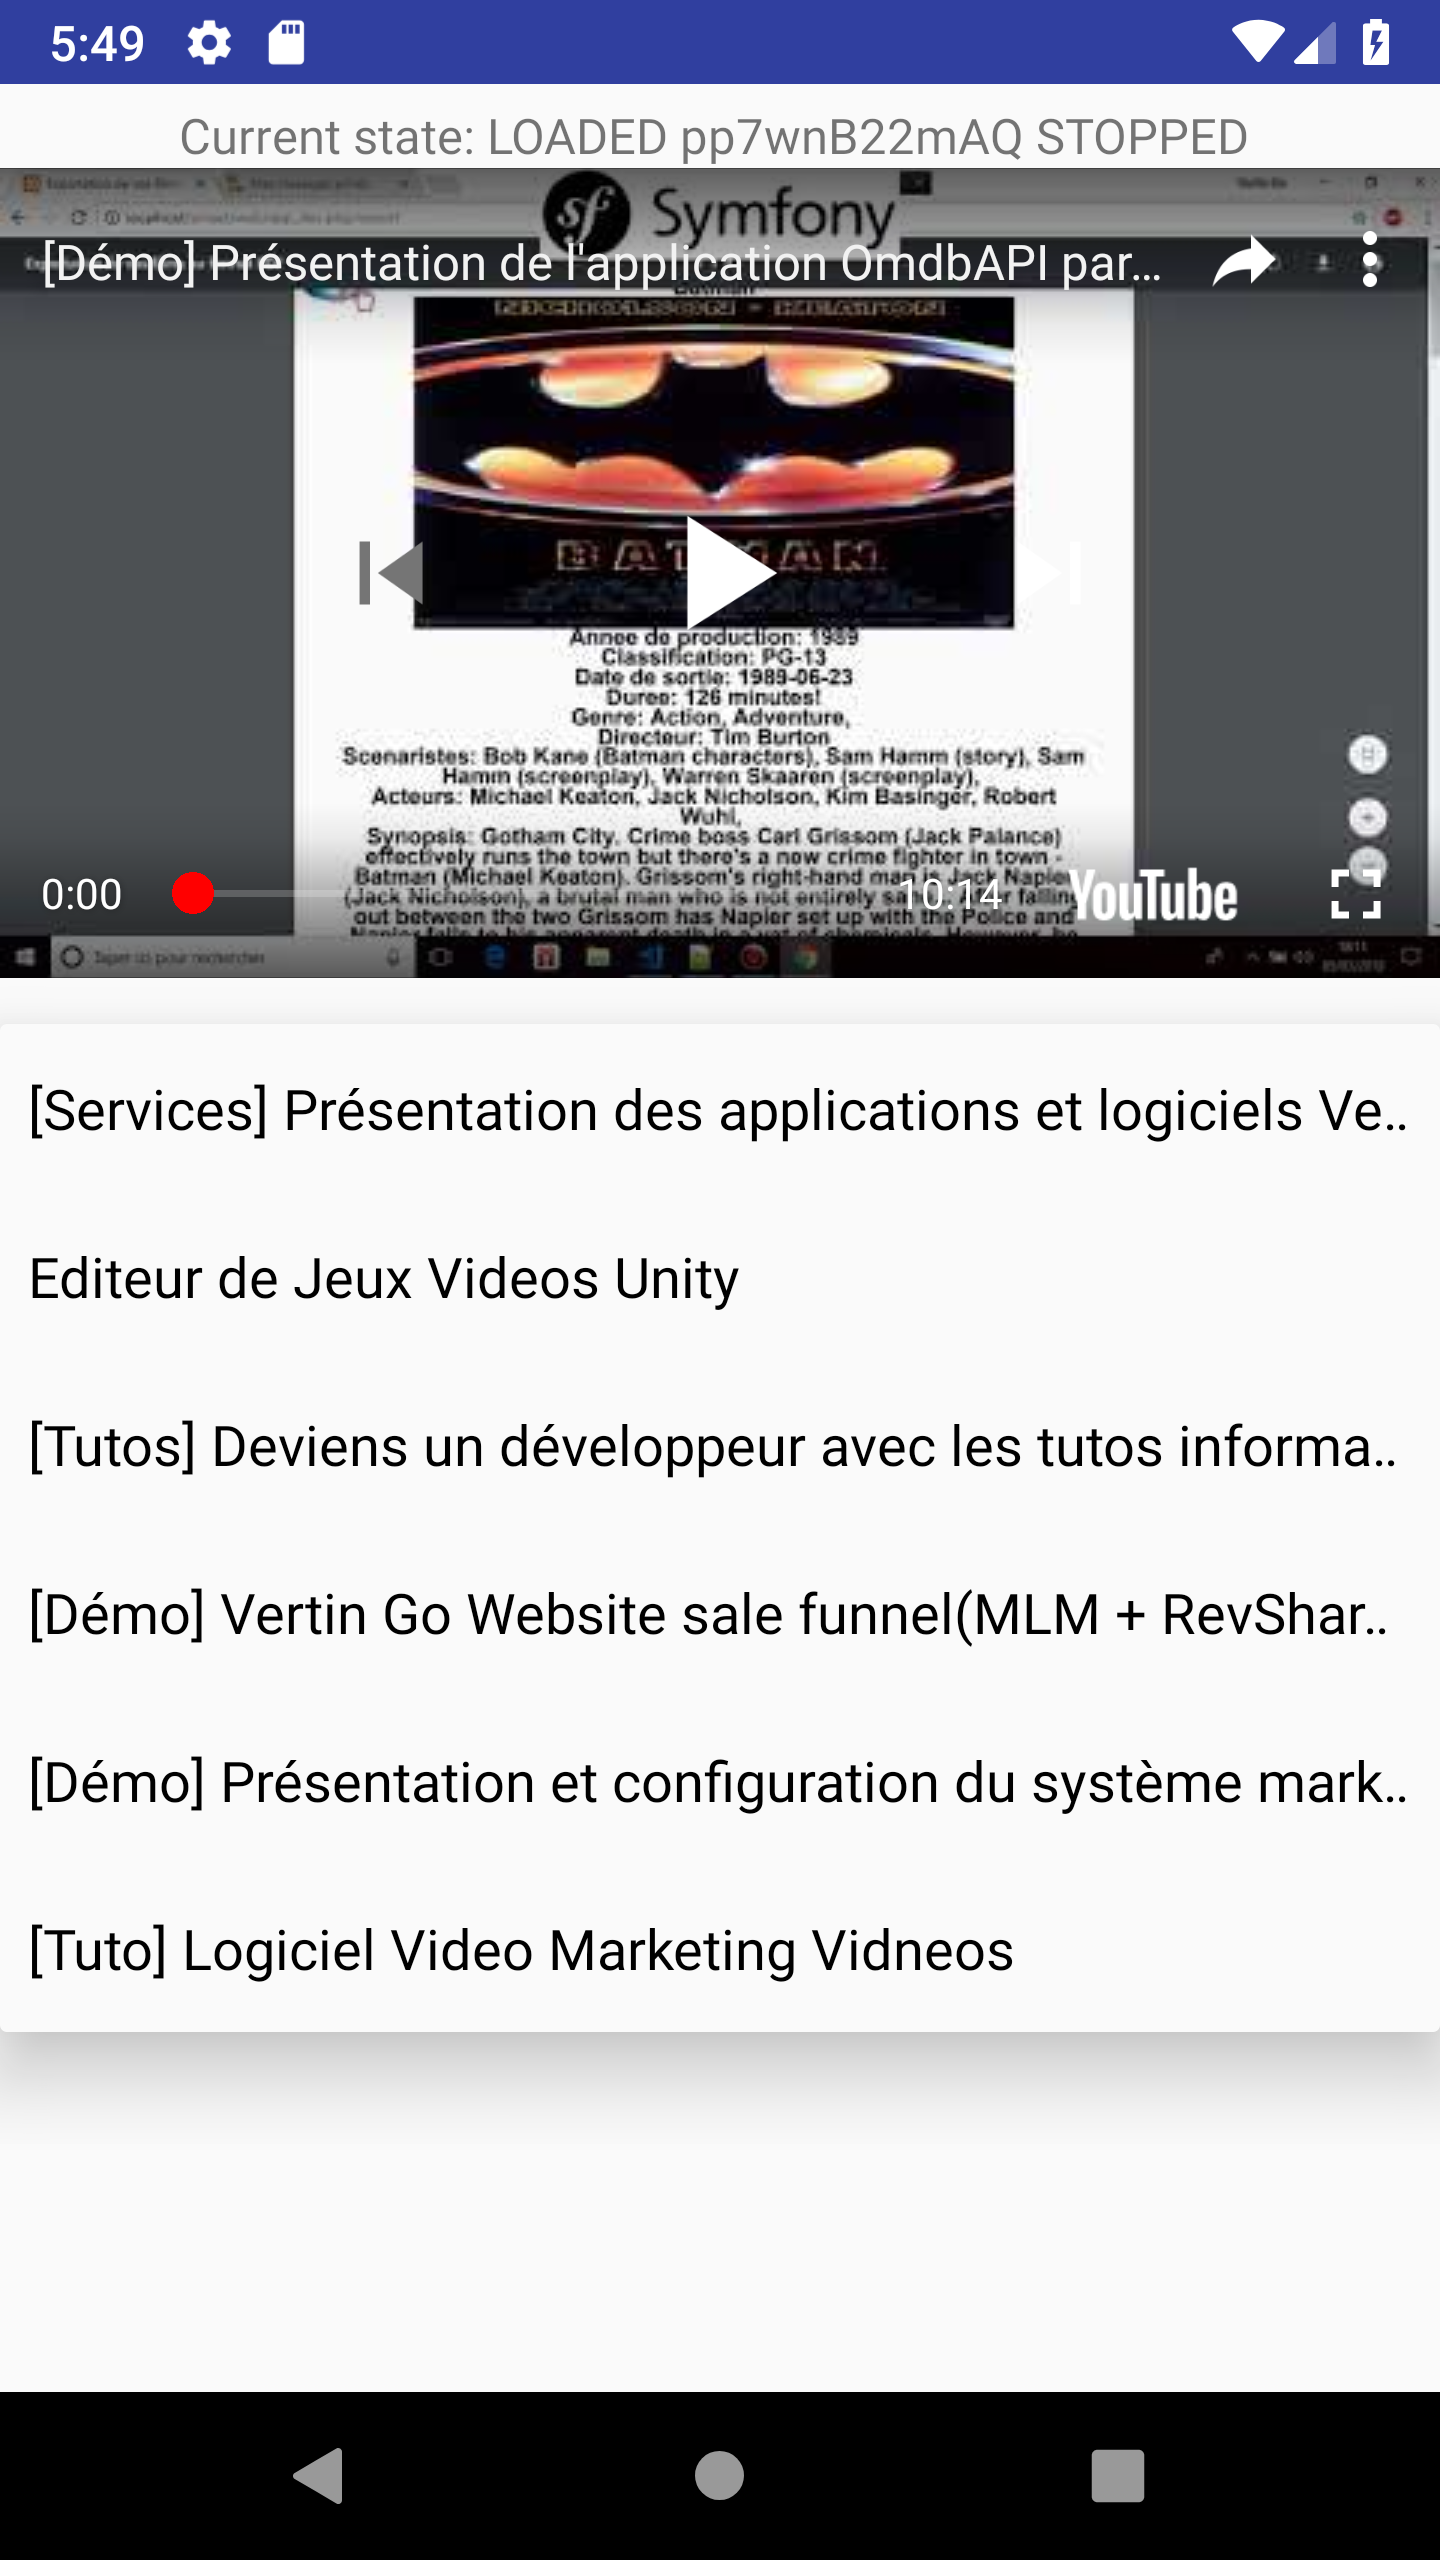 5:49
Current state: LOADED pp7wnB22mAQ STOPPED
Symfony
[Démo] Présentation de l'application OmdbAPI par...
BATMAN
Annee de production: 1989
Classification: PG-13
Date de sortie: 1989-06-23
Duree: 126 minutes!
Genre: Action, Adventure,
Directeur: Tim Burton
Scenaristes: Bob Kane (Batman characters), Sam Hamm (story), Sam
Hamm (screenplay), Warren Skaaren (screenplay),
Acteurs: Michael Keaton, Jack Nicholson, Kim Basinger, Robert
Wuhl,
Synopsis: Gotham City. Crime boss Carl Grissom (Jack Palance)
effectively runs the town but there's a new crime fighter in town -
Batman (Michael Keaton). Grissom's right-hand man is Jack Napier
(Jack Nicholson), a brutal man who is not entirely falling
out between the two Grissom has Napier set up with the Police and
0:00
10:14
YouTube
Taper ici pour rechercher
[Services] Présentation des applications et logiciels Ve..
Editeur de Jeux Videos Unity
[Tutos] Deviens un développeur avec les tutos informa..
[Démo] Vertin Go Website sale funnel(MLM + RevShar..
[Démo] Présentation et configuration du système mark..
[Tuto] Logiciel Video Marketing Vidneos